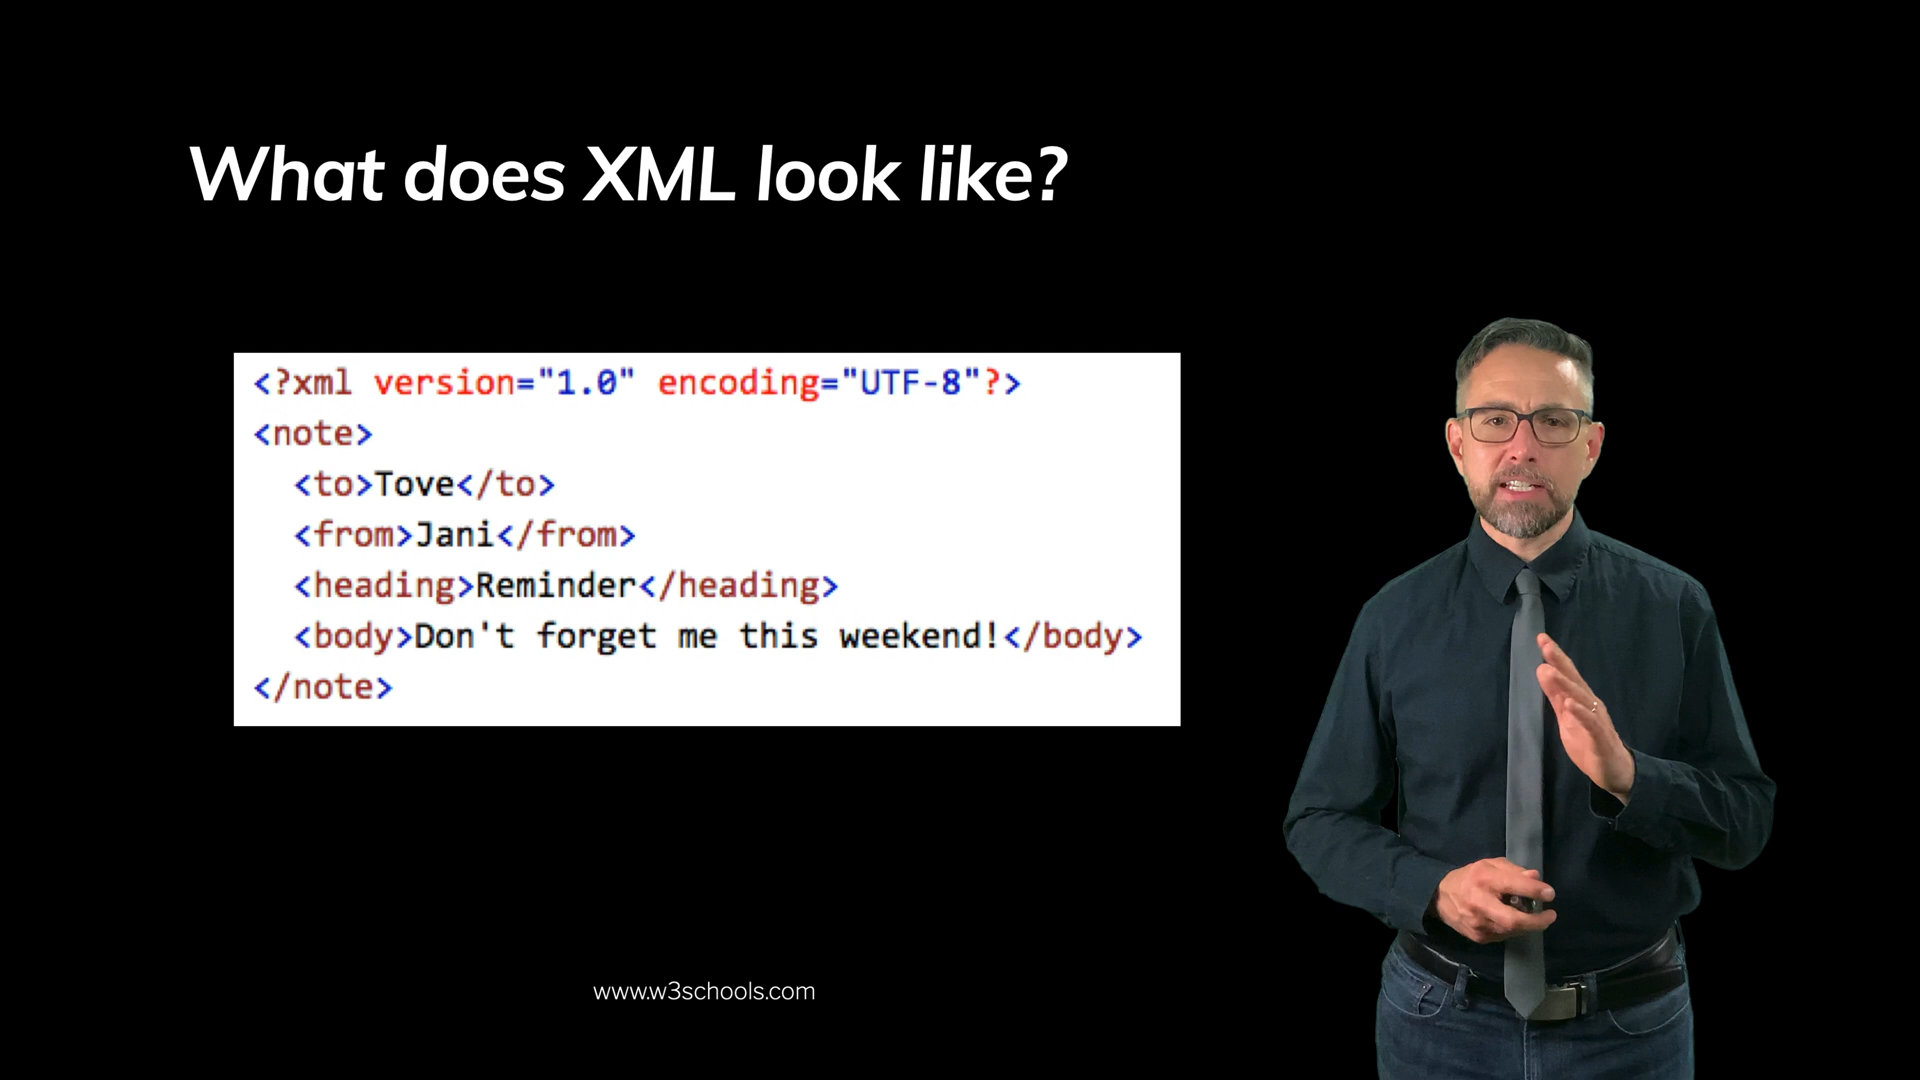 What does XML look like?
<?xml version="1.0" encoding="UTF-8"?>
<note>
<to>Tove</to>
<from>Jani</from>
<heading>Reminder</heading>
<body>Don't forget me this weekend!</body>
</note>
www.w3schools.com